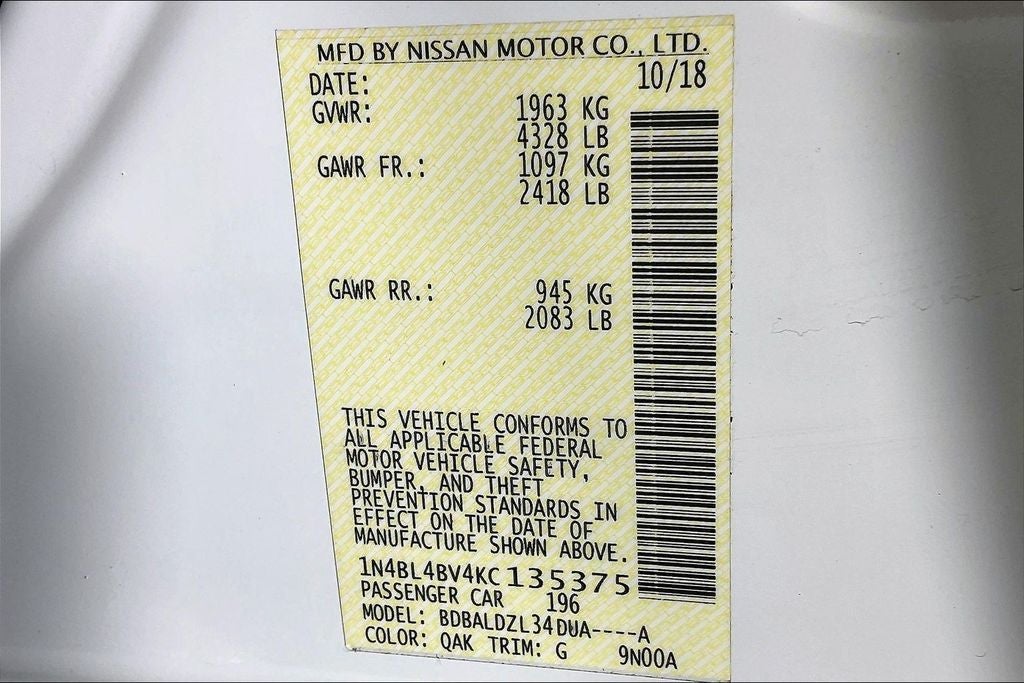 MFD BY NISSAN MOTOR CO., LTD.
DATE: 10/18
GVWR: 1963 KG
4328 LB
GAWR FR.: 1097 KG
2418 LB
GAWR RR.: 945 KG
2083 LB
THIS VEHICLE CONFORMS TO
ALL APPLICABLE FEDERAL
MOTOR VEHICLE SAFETY,
BUMPER, AND THEFT
PREVENTION STANDARDS IN
EFFECT ON THE DATE OF
MANUFACTURE SHOWN ABOVE.
1N4BL4BV4KC135375
PASSENGER CAR 196
MODEL: BDBALDZL34DUA----A
COLOR: QAK TRIM: G 9N00A